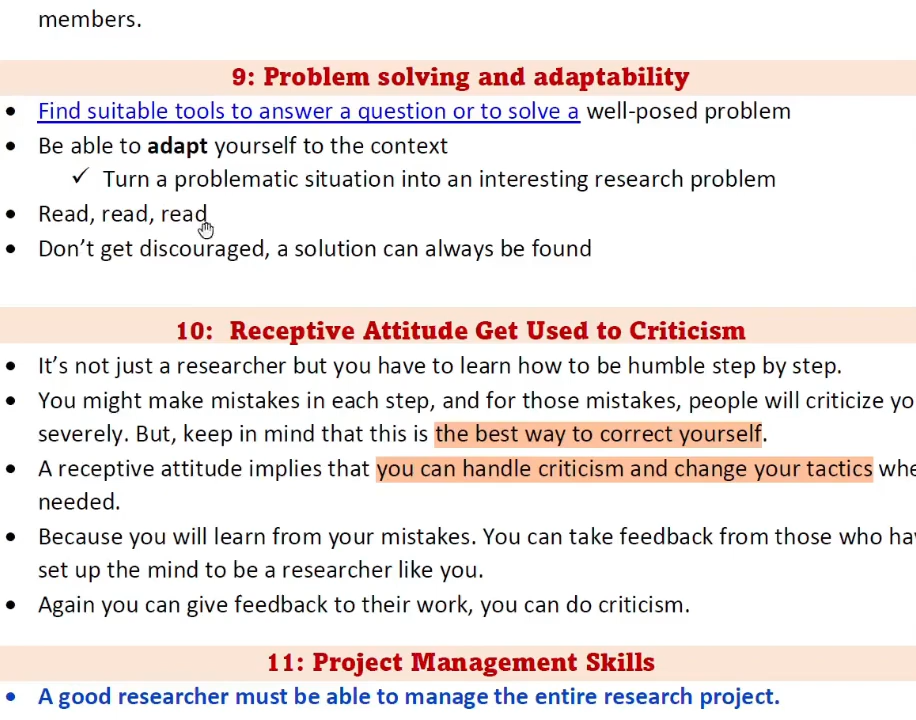 members.
9: Problem solving and adaptability
• Find suitable tools to answer a question or to solve a well-posed problem
• Be able to adapt yourself to the context
✓ Turn a problematic situation into an interesting research problem
• Read, read, read
• Don't get discouraged, a solution can always be found
10: Receptive Attitude Get Used to Criticism
• It's not just a researcher but you have to learn how to be humble step by step.
• You might make mistakes in each step, and for those mistakes, people will criticize yo
severely. But, keep in mind that this is the best way to correct yourself.
• A receptive attitude implies that you can handle criticism and change your tactics whe
needed.
• Because you will learn from your mistakes. You can take feedback from those who ha
set up the mind to be a researcher like you.
• Again you can give feedback to their work, you can do criticism.
11: Project Management Skills
• A good researcher must be able to manage the entire research project.